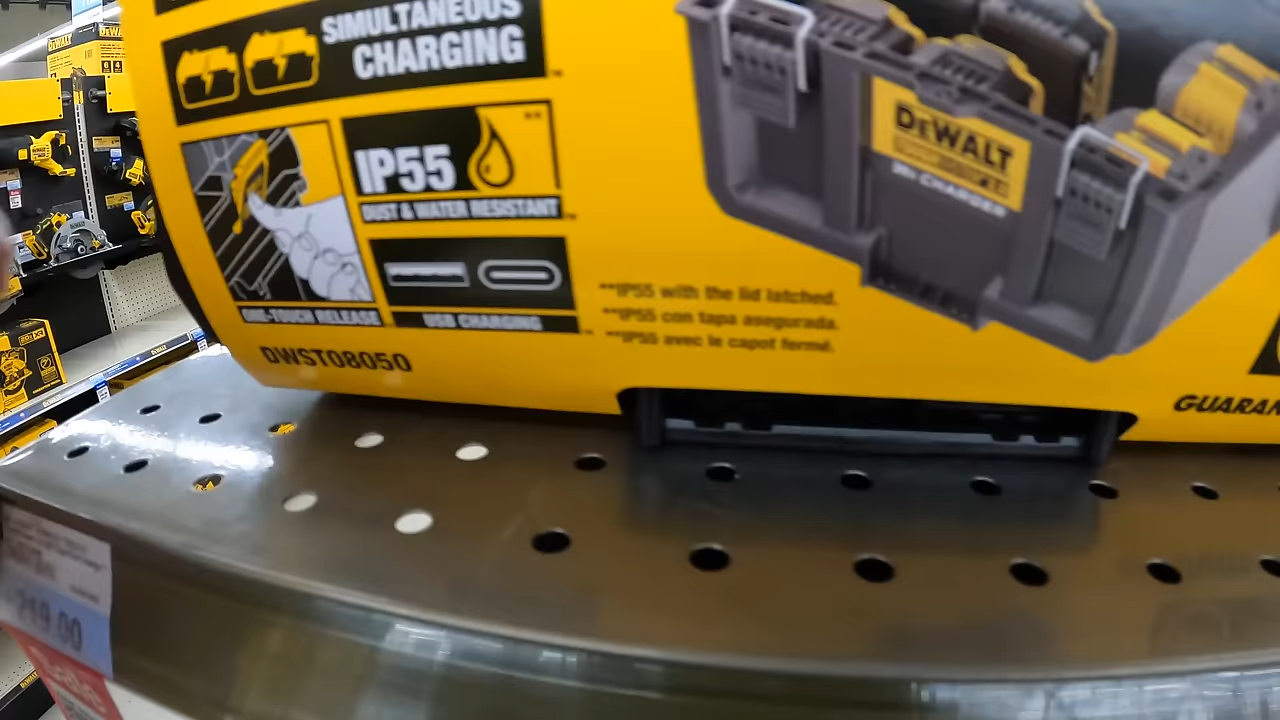 SIMULTANEOUS
CHARGING
IP55
DUST & WATER RESISTANT
ONE-TOUCH RELEASE
USB CHARGING
DWST08050
DEWALT
CHARGER
**IP55 with the lid latched.
**IP55 con tapa asegurada.
**IP55 avec le capot fermé.
GUARAN
219.00